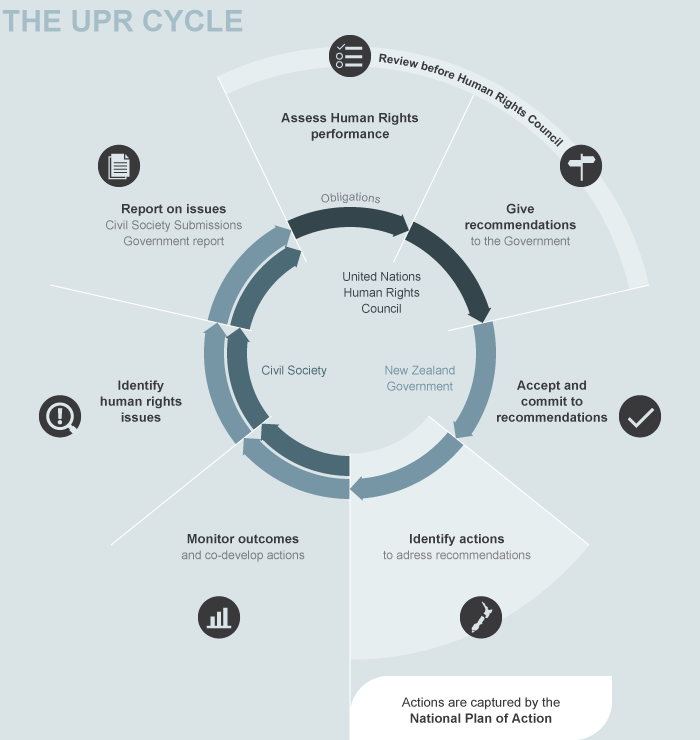 THE UPR CYCLE
Review before Human Rights Council
Assess Human Rights
performance
Obligations
Give
recommendations
to the Government
Report on issues
Civil Society Submissions
Government report
United Nations
Human Rights
Council
Civil Society
New Zealand
Government
Accept and
commit to
recommendations
Identify
human rights
issues
Identify actions
to adress recommendations
Monitor outcomes
and co-develop actions
Actions are captured by the
National Plan of Action